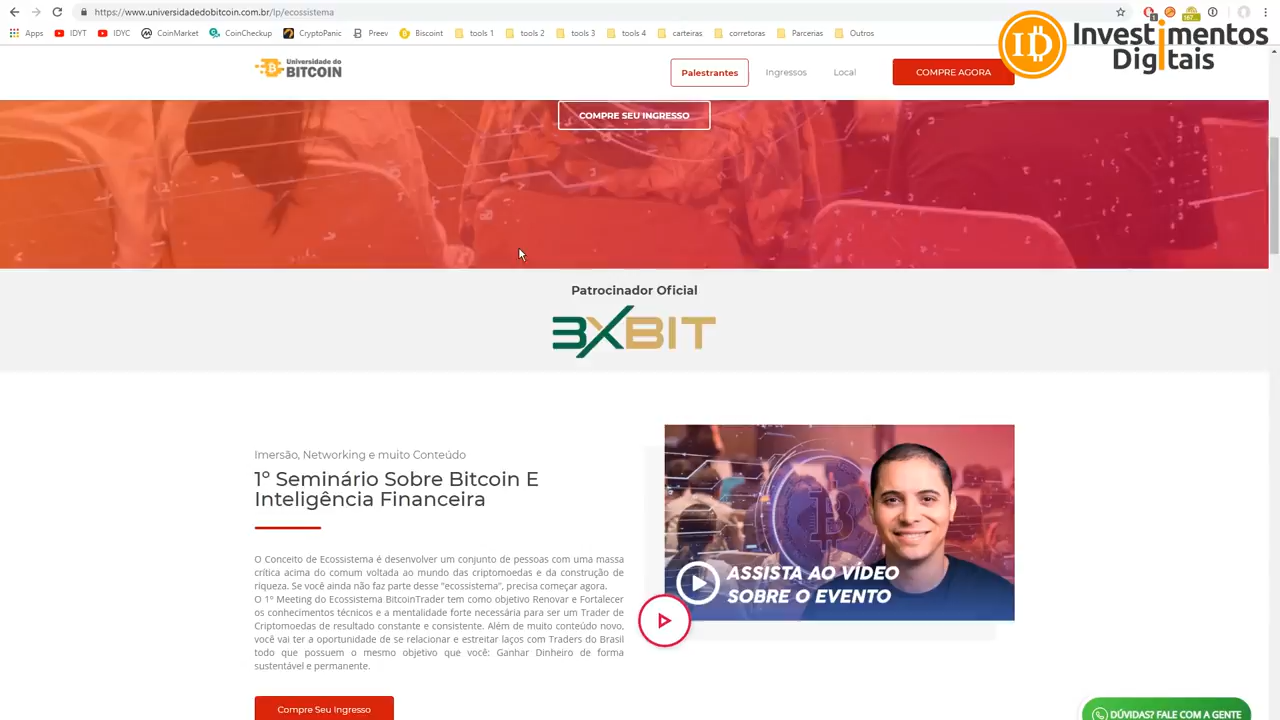 https://www.universidadedobitcoin.com.br/lp/ecossistema
1
187
Apps IDYT IDYC CoinMarket CoinCheckup CryptoPanic Preev Biscoint tools 1 tools 2 tools 3 tools 4 carteiras corretoras Parcerias Outros
ID Investimentos
Digitais
Universidade do
BITCOIN
Palestrantes Ingressos Local COMPRE AGORA
COMPRE SEU INGRESSO
Patrocinador Oficial
3XBIT
Imersão, Networking e muito Conteúdo
1º Seminário Sobre Bitcoin E
Inteligência Financeira
O Conceito de Ecossistema é desenvolver um conjunto de pessoas com uma massa
crítica acima do comum voltada ao mundo das criptomoedas e da construção de
riqueza. Se você ainda não faz parte desse "ecossistema", precisa começar agora.
O 1º Meeting do Ecossistema BitcoinTrader tem como objetivo Renovar e Fortalecer
os conhecimentos técnicos e a mentalidade forte necessária para ser um Trader de
Criptomoedas de resultado constante e consistente. Além de muito conteúdo novo,
você vai ter a oportunidade de se relacionar e estreitar laços com Traders do Brasil
todo que possuem o mesmo objetivo que você: Ganhar Dinheiro de forma
sustentável e permanente.
Compre Seu Ingresso
ASSISTA AO VÍDEO
SOBRE O EVENTO
DÚVIDAS? FALE COM A GENTE